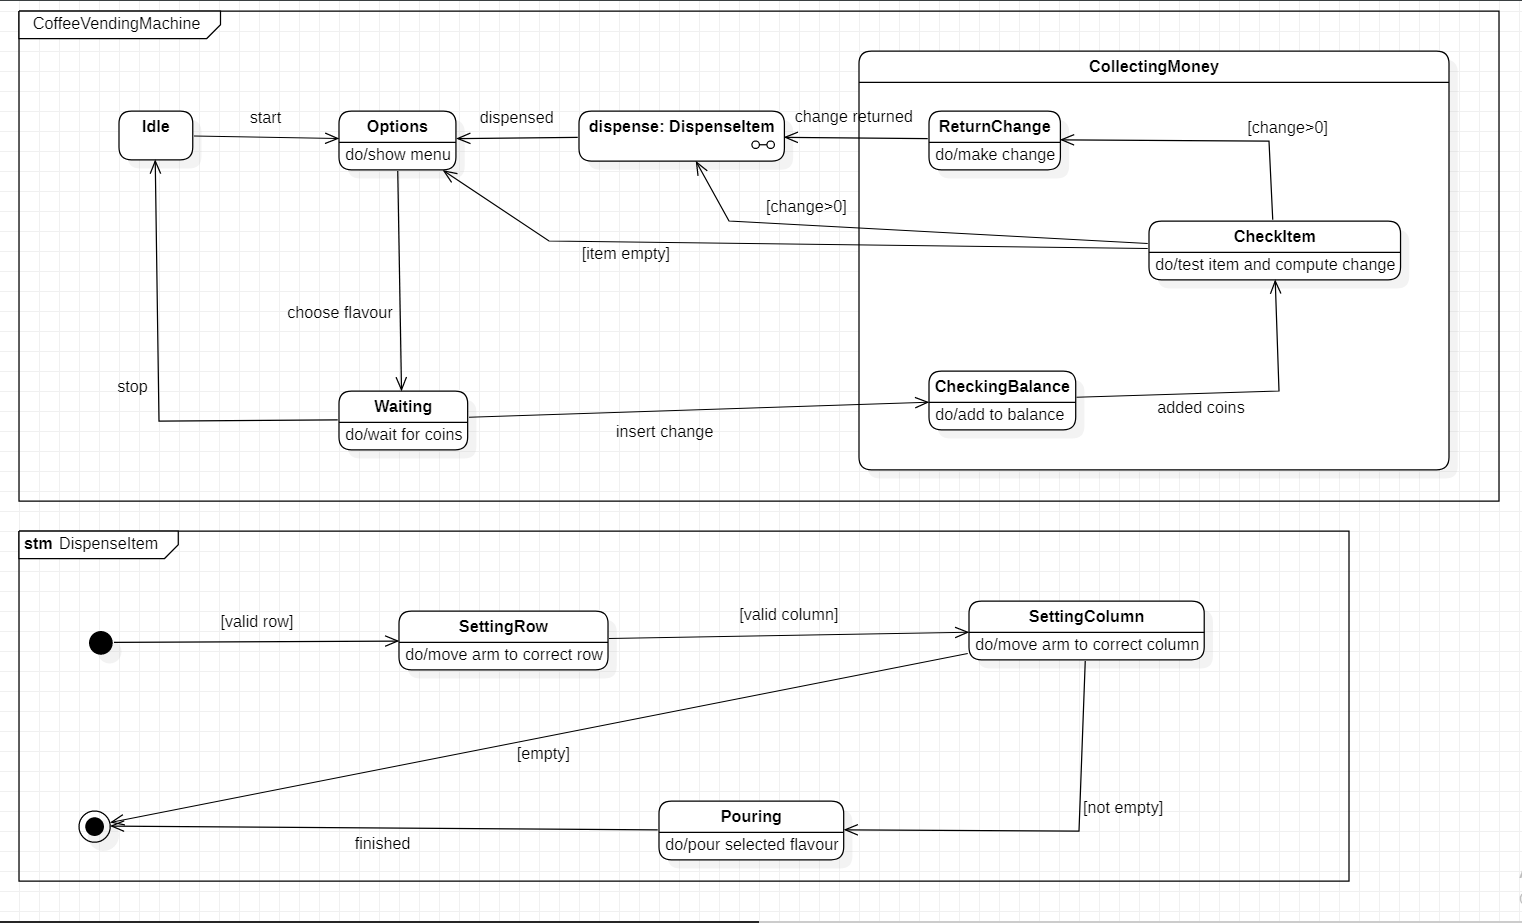 CoffeeVendingMachine
CollectingMoney
Idle
start
Options
do/show menu
dispensed
dispense: DispenseItem
change returned
ReturnChange
do/make change
[change>0]
[change>0]
CheckItem
do/test item and compute change
[item empty]
choose flavour
stop
Waiting
do/wait for coins
insert change
CheckingBalance
do/add to balance
added coins
stm DispenseItem
[valid row]
SettingRow
do/move arm to correct row
[valid column]
SettingColumn
do/move arm to correct column
[empty]
[not empty]
Pouring
do/pour selected flavour
finished